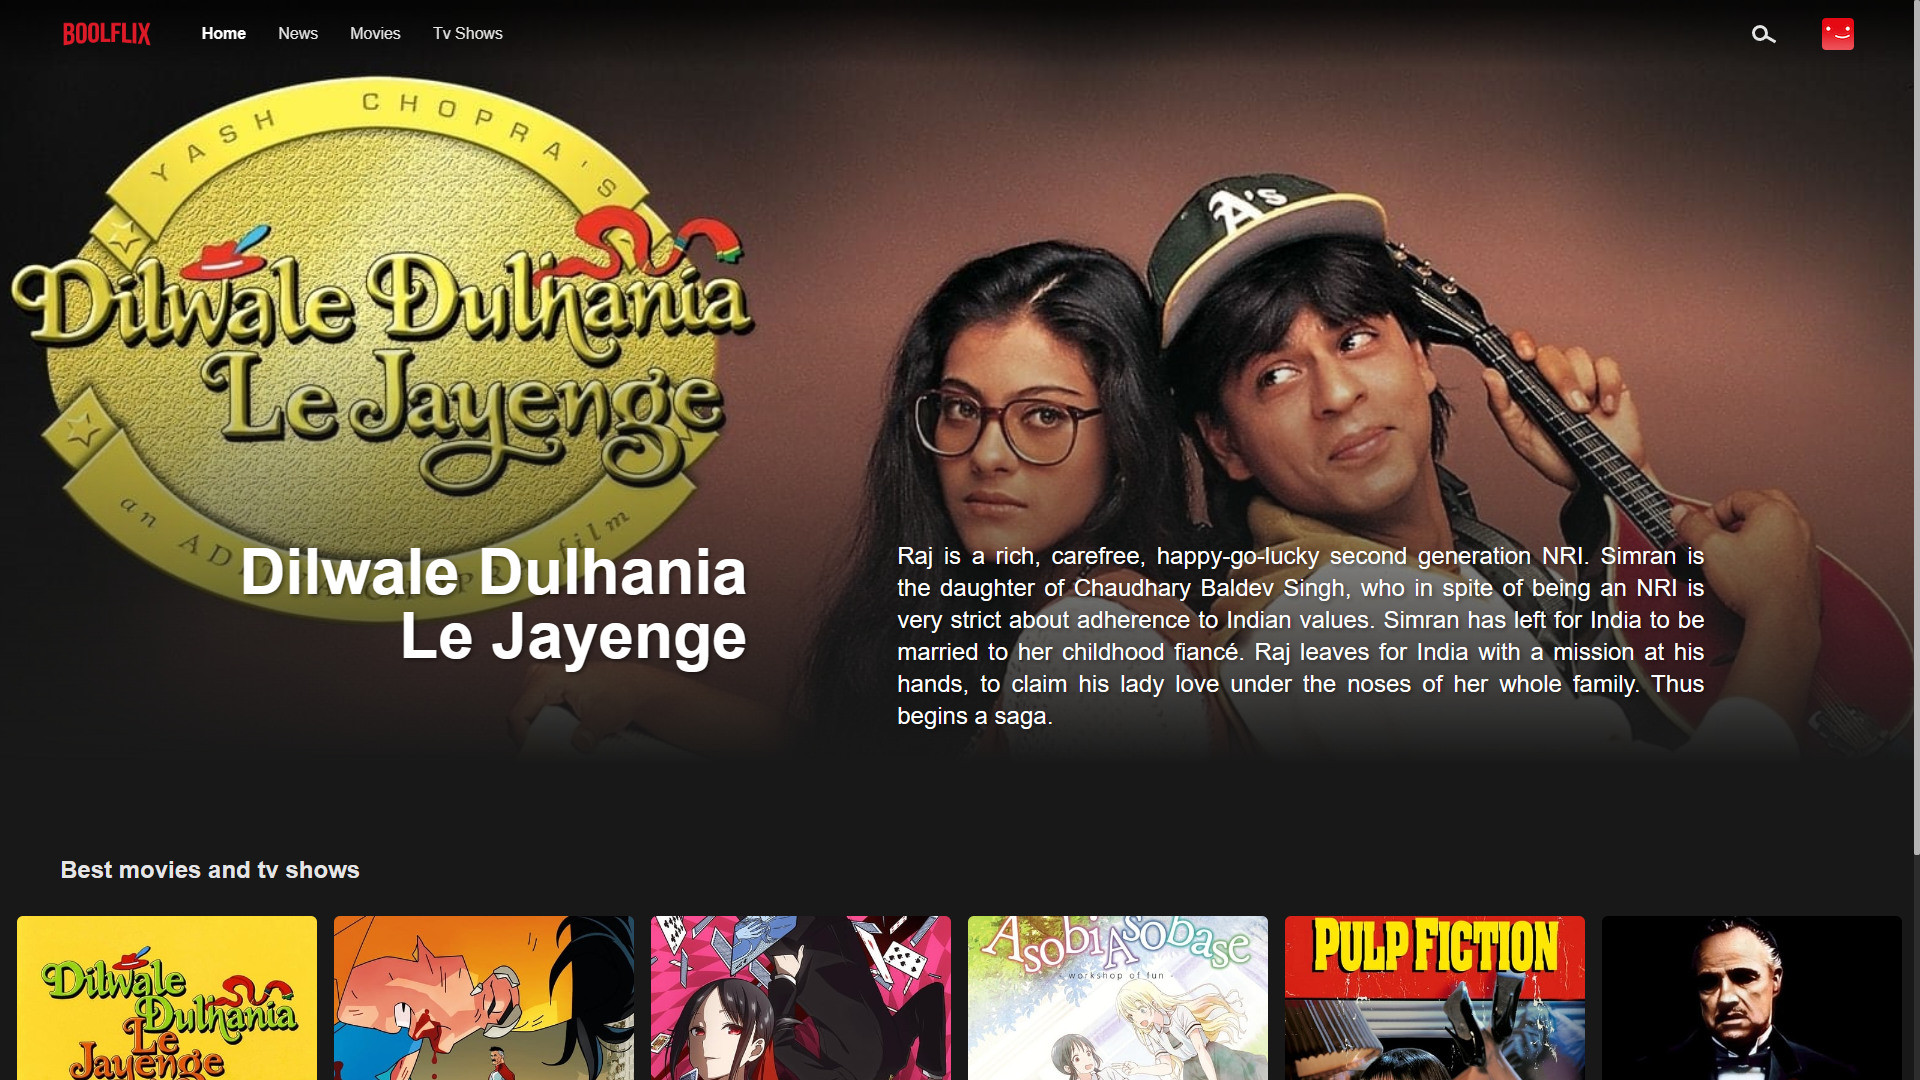 BOOLFLIX
Home
News
Movies
Tv Shows
YASH CHOPRA'S
A's
Dilwale Dulhania
Le Jayenge
an ADITYA CHOPRA film
Dilwale Dulhania
Le Jayenge
Raj is a rich, carefree, happy-go-lucky second generation NRI. Simran is
the daughter of Chaudhary Baldev Singh, who in spite of being an NRI is
very strict about adherence to Indian values. Simran has left for India to be
married to her childhood fiancé. Raj leaves for India with a mission at his
hands, to claim his lady love under the noses of her whole family. Thus
begins a saga.
Best movies and tv shows
Dilwale
Dulhania
Le
Jayenge
AsobiAsobase
- workshop of fun -
PULP FICTION